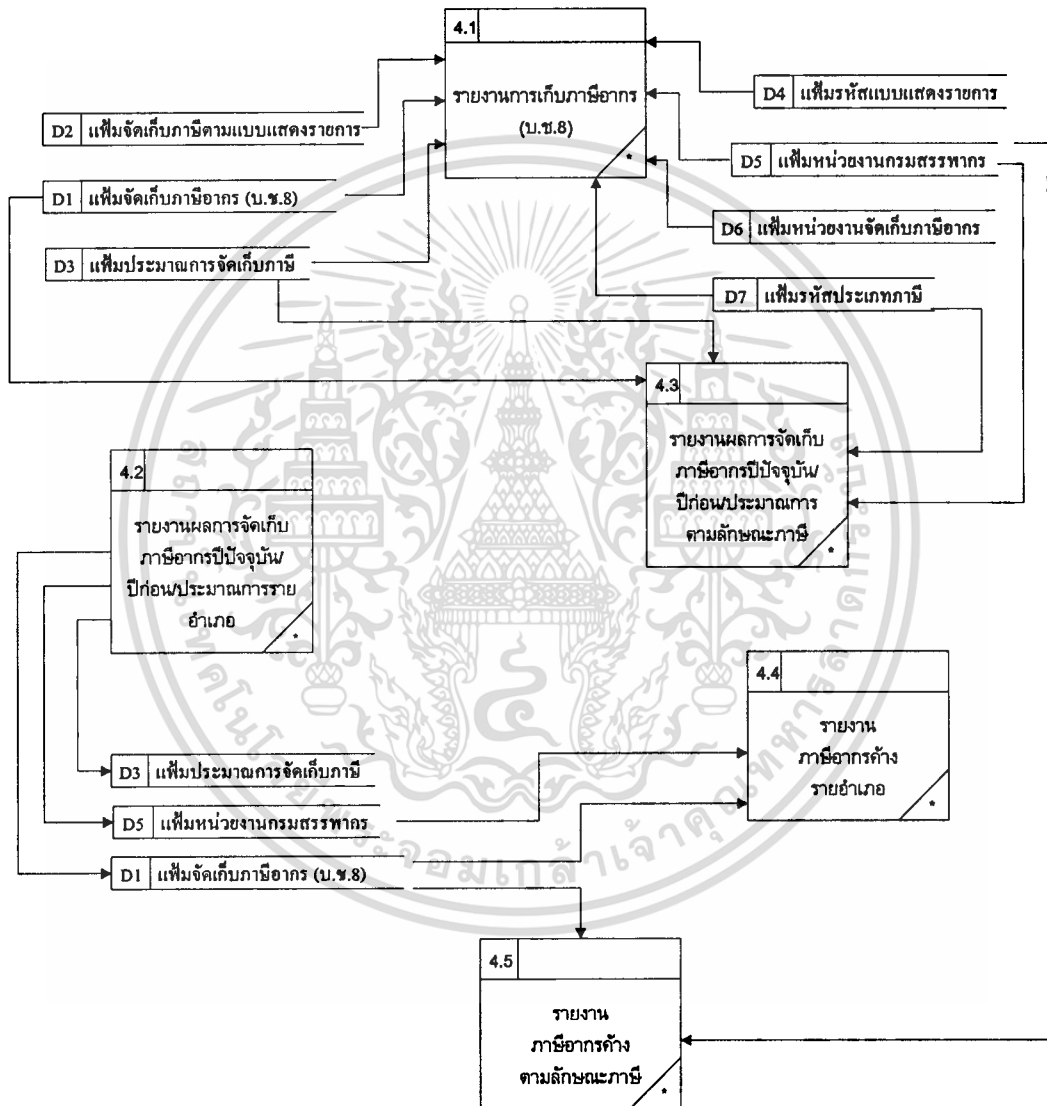 4.1
รายงานการเก็บภาษีอากร
(บ.ช.8)
*
D2 แฟ้มจัดเก็บภาษีตามแบบแสดงรายการ
D1 แฟ้มจัดเก็บภาษีอากร (บ.ช.8)
D3 แฟ้มประมาณการจัดเก็บภาษี
D4 แฟ้มรหัสแบบแสดงรายการ
D5 แฟ้มหน่วยงานกรมสรรพากร
D6 แฟ้มหน่วยงานจัดเก็บภาษีอากร
D7 แฟ้มรหัสประเภทภาษี
4.3
รายงานผลการจัดเก็บ
ภาษีอากรปีปัจจุบัน/
ปีก่อน/ประมาณการ
ตามลักษณะภาษี
*
4.2
รายงานผลการจัดเก็บ
ภาษีอากรปีปัจจุบัน/
ปีก่อน/ประมาณการราย
อำเภอ
*
4.4
รายงาน
ภาษีอากรค้าง
รายอำเภอ
*
D3 แฟ้มประมาณการจัดเก็บภาษี
D5 แฟ้มหน่วยงานกรมสรรพากร
D1 แฟ้มจัดเก็บภาษีอากร (บ.ช.8)
4.5
รายงาน
ภาษีอากรค้าง
ตามลักษณะภาษี
*